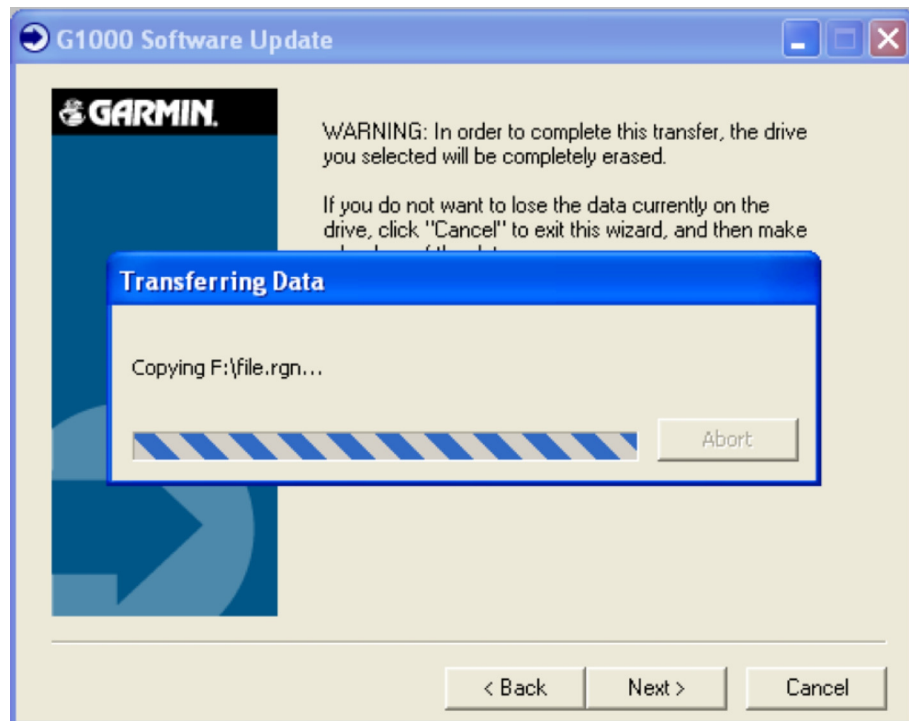 G1000 Software Update
GARMIN.
WARNING: In order to complete this transfer, the drive
you selected will be completely erased.
If you do not want to lose the data currently on the
drive, click "Cancel" to exit this wizard, and then make
Transferring Data
Copying F:\file.rgn...
Abort
< Back
Next >
Cancel